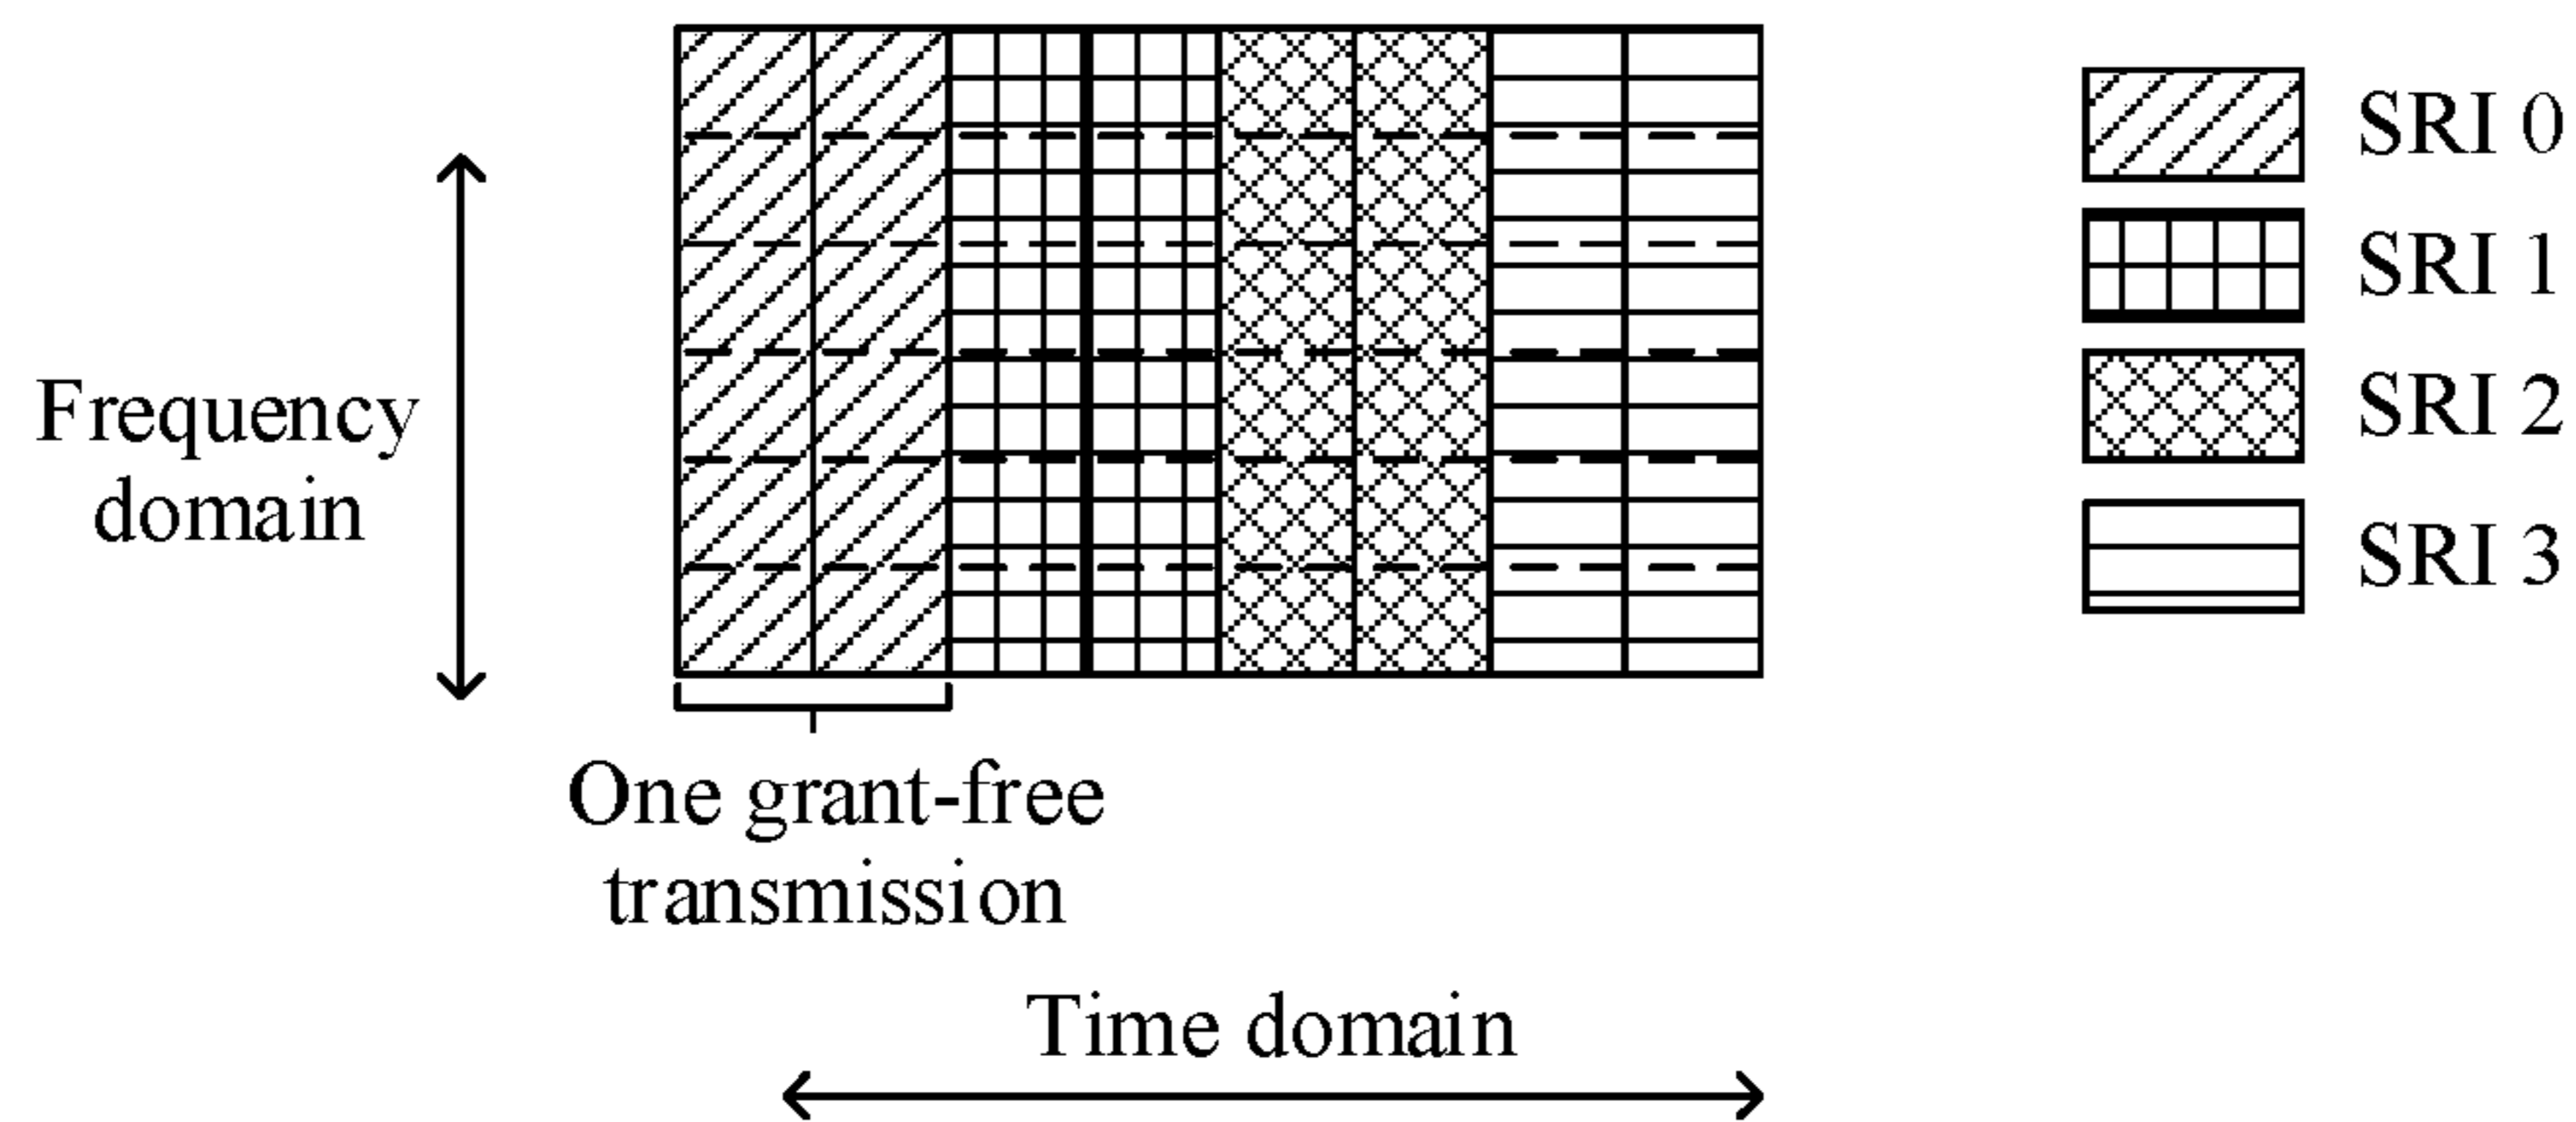 SRI 0
SRI 1
SRI 2
SRI 3
Frequency
domain
One grant-free
transmission
Time domain